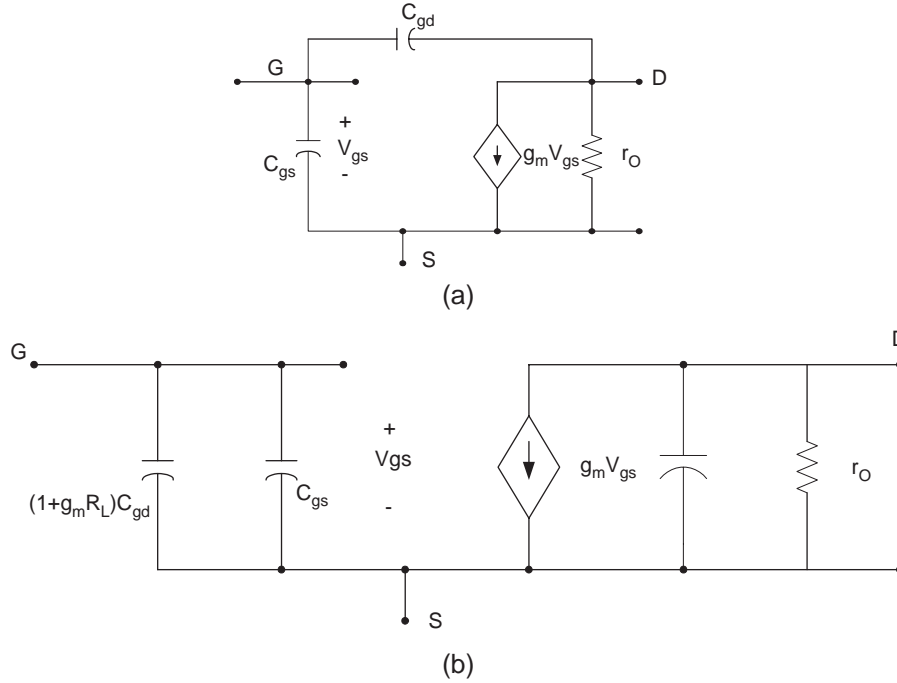 C_gd
G
D
+
V_gs
-
C_gs
g_mV_gs
r_O
S
(a)
G
D
+
Vgs
-
(1+g_mR_L)C_gd
C_gs
g_mV_gs
r_O
S
(b)